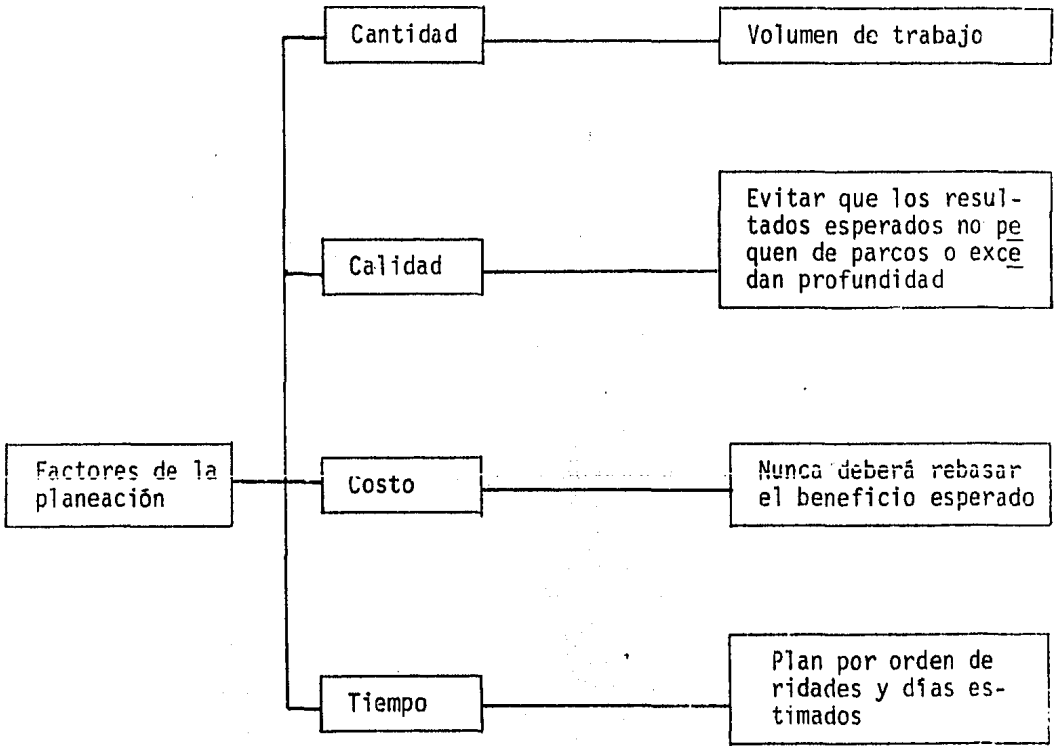 Cantidad
Volumen de trabajo
Calidad
Evitar que los resul-
tados esperados no pe
quen de parcos o exce
dan profundidad
Factores de la
planeación
Costo
Nunca deberá rebasar
el beneficio esperado
Tiempo
Plan por orden de
ridades y días es-
timados